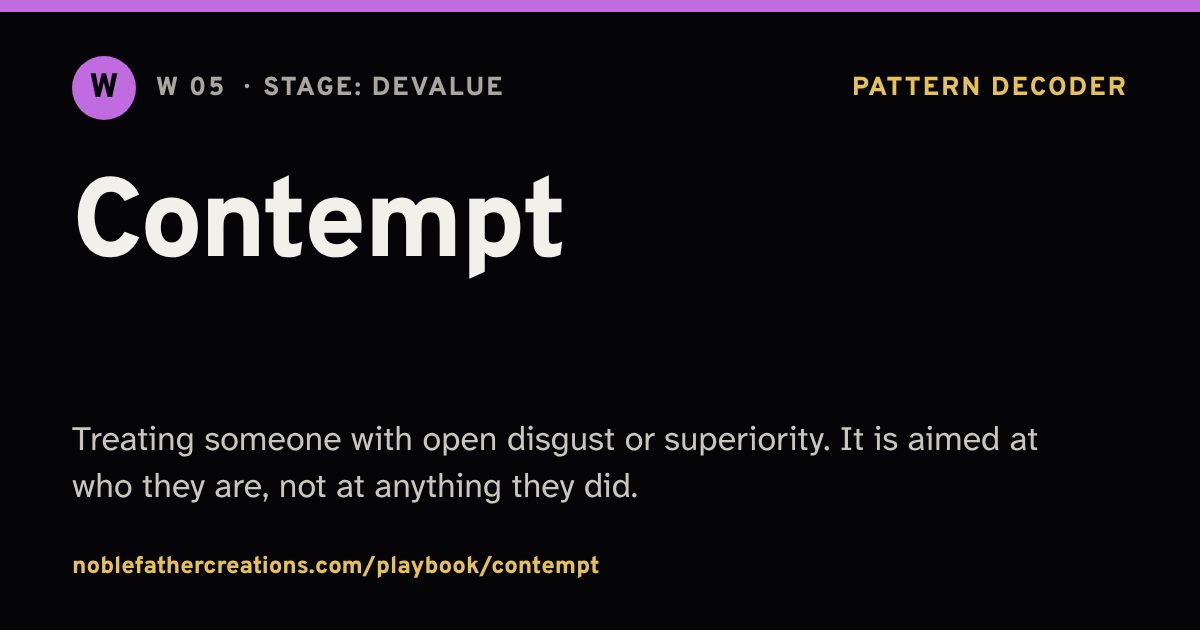 W
W 05 · STAGE: DEVALUE
PATTERN DECODER
Contempt
Treating someone with open disgust or superiority. It is aimed at
who they are, not at anything they did.
noblefathercreations.com/playbook/contempt